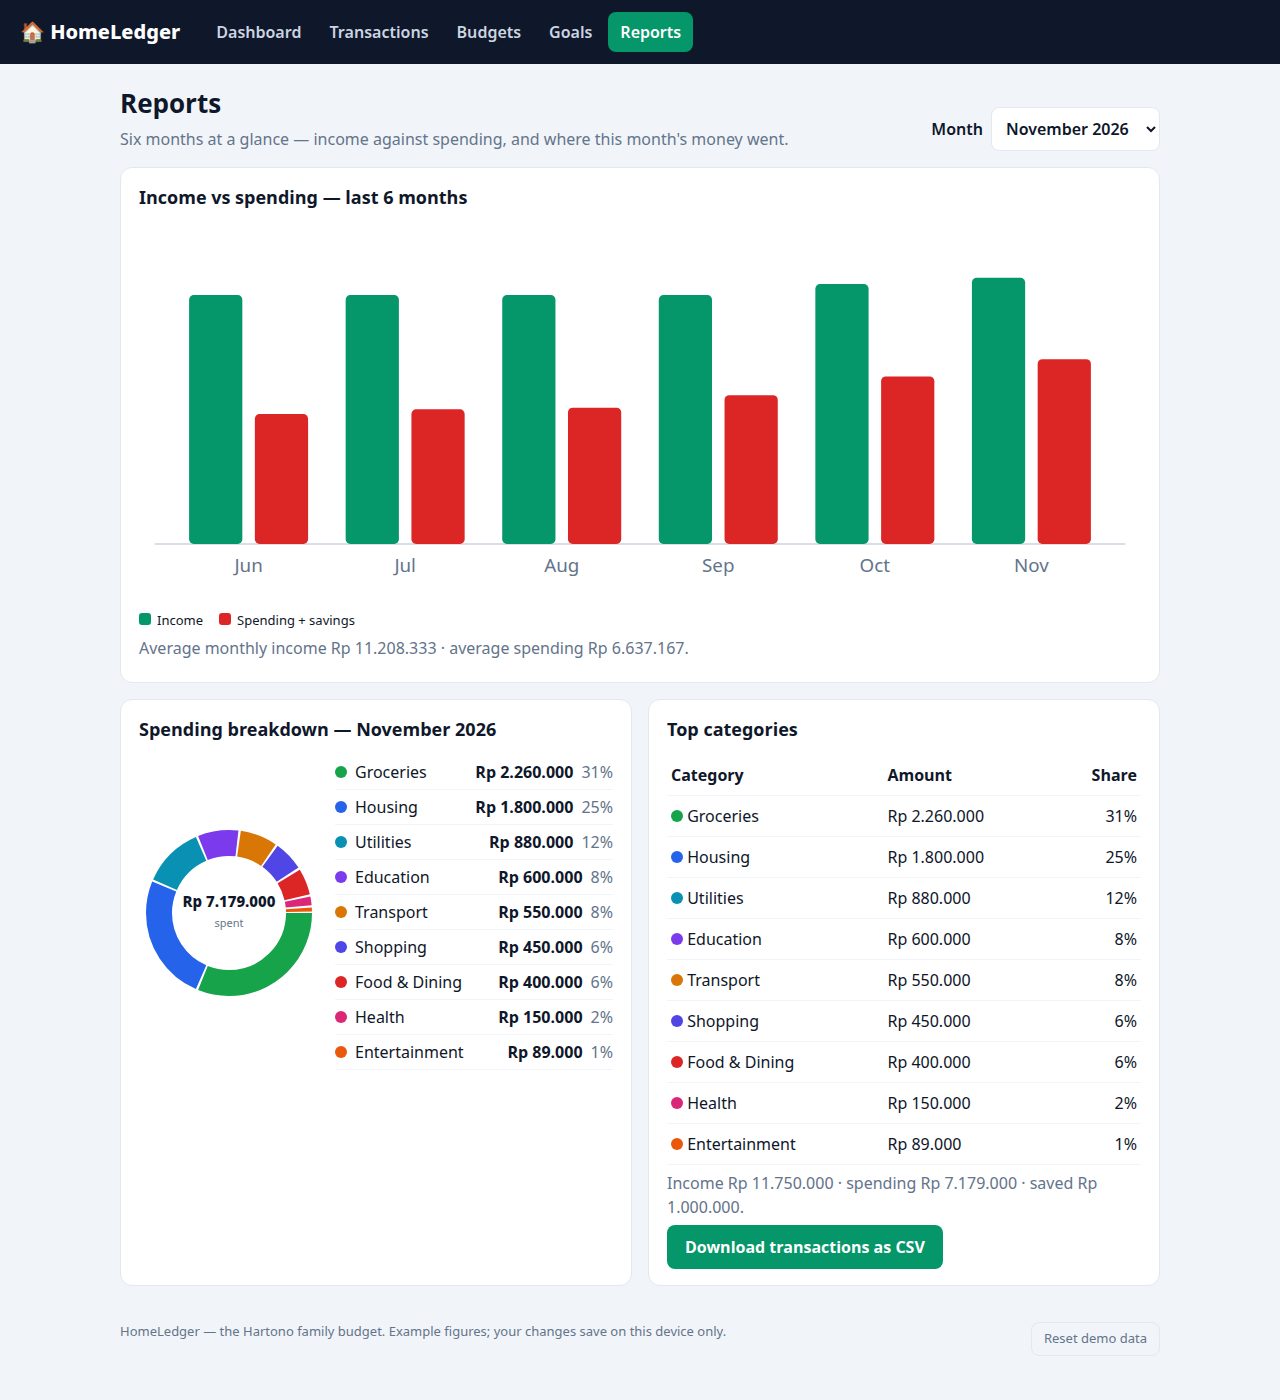 HomeLedger
Dashboard
Transactions
Budgets
Goals
Reports
Reports
Six months at a glance — income against spending, and where this month's money went.
Month
November 2026
Income vs spending — last 6 months
Jun
Jul
Aug
Sep
Oct
Nov
Income
Spending + savings
Average monthly income Rp 11.208.333 · average spending Rp 6.637.167.
Spending breakdown — November 2026
Rp 7.179.000
spent
Groceries Rp 2.260.000 31%
Housing Rp 1.800.000 25%
Utilities Rp 880.000 12%
Education Rp 600.000 8%
Transport Rp 550.000 8%
Shopping Rp 450.000 6%
Food & Dining Rp 400.000 6%
Health Rp 150.000 2%
Entertainment Rp 89.000 1%
Top categories
Category Amount Share
Groceries Rp 2.260.000 31%
Housing Rp 1.800.000 25%
Utilities Rp 880.000 12%
Education Rp 600.000 8%
Transport Rp 550.000 8%
Shopping Rp 450.000 6%
Food & Dining Rp 400.000 6%
Health Rp 150.000 2%
Entertainment Rp 89.000 1%
Income Rp 11.750.000 · spending Rp 7.179.000 · saved Rp
1.000.000.
Download transactions as CSV
HomeLedger — the Hartono family budget. Example figures; your changes save on this device only.
Reset demo data